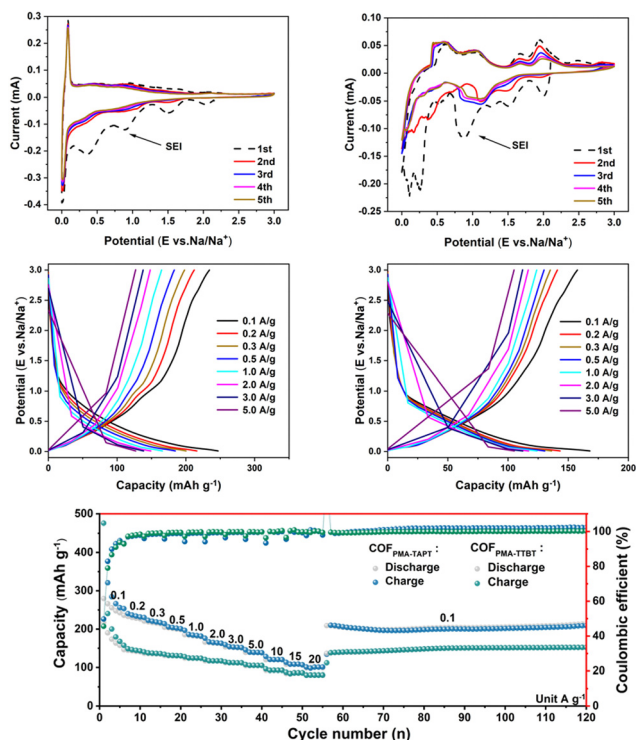 0.3
0.2
0.1
0.0
-0.1
-0.2
-0.3
-0.4
Current (mA)
SEI
1st
2nd
3rd
4th
5th
0.0 0.5 1.0 1.5 2.0 2.5 3.0
Potential (E vs.Na/Na⁺)
0.10
0.05
0.00
-0.05
-0.10
-0.15
-0.20
-0.25
Current (mA)
SEI
1st
2nd
3rd
4th
5th
0.0 0.5 1.0 1.5 2.0 2.5 3.0
Potential (E vs.Na/Na⁺)
3.0
2.5
2.0
1.5
1.0
0.5
0.0
Potential (E vs.Na/Na⁺)
0.1 A/g
0.2 A/g
0.3 A/g
0.5 A/g
1.0 A/g
2.0 A/g
3.0 A/g
5.0 A/g
0 100 200 300
Capacity (mAh g⁻¹)
3.0
2.5
2.0
1.5
1.0
0.5
0.0
Potential (E vs.Na/Na⁺)
0.1 A/g
0.2 A/g
0.3 A/g
0.5 A/g
1.0 A/g
2.0 A/g
3.0 A/g
5.0 A/g
0 50 100 150 200
Capacity (mAh g⁻¹)
500
450
400
350
300
250
200
150
100
50
0
Capacity (mAh g⁻¹)
COF PMA-TAPT : COF PMA-TTBT :
Discharge Discharge
Charge Charge
0.1 0.2 0.3 0.5 1.0 2.0 3.0 5.0 10 15 20 0.1
Unit A g⁻¹
100
80
60
40
20
0
Coulombic efficient (%)
0 10 20 30 40 50 60 70 80 90 100 110 120
Cycle number (n)